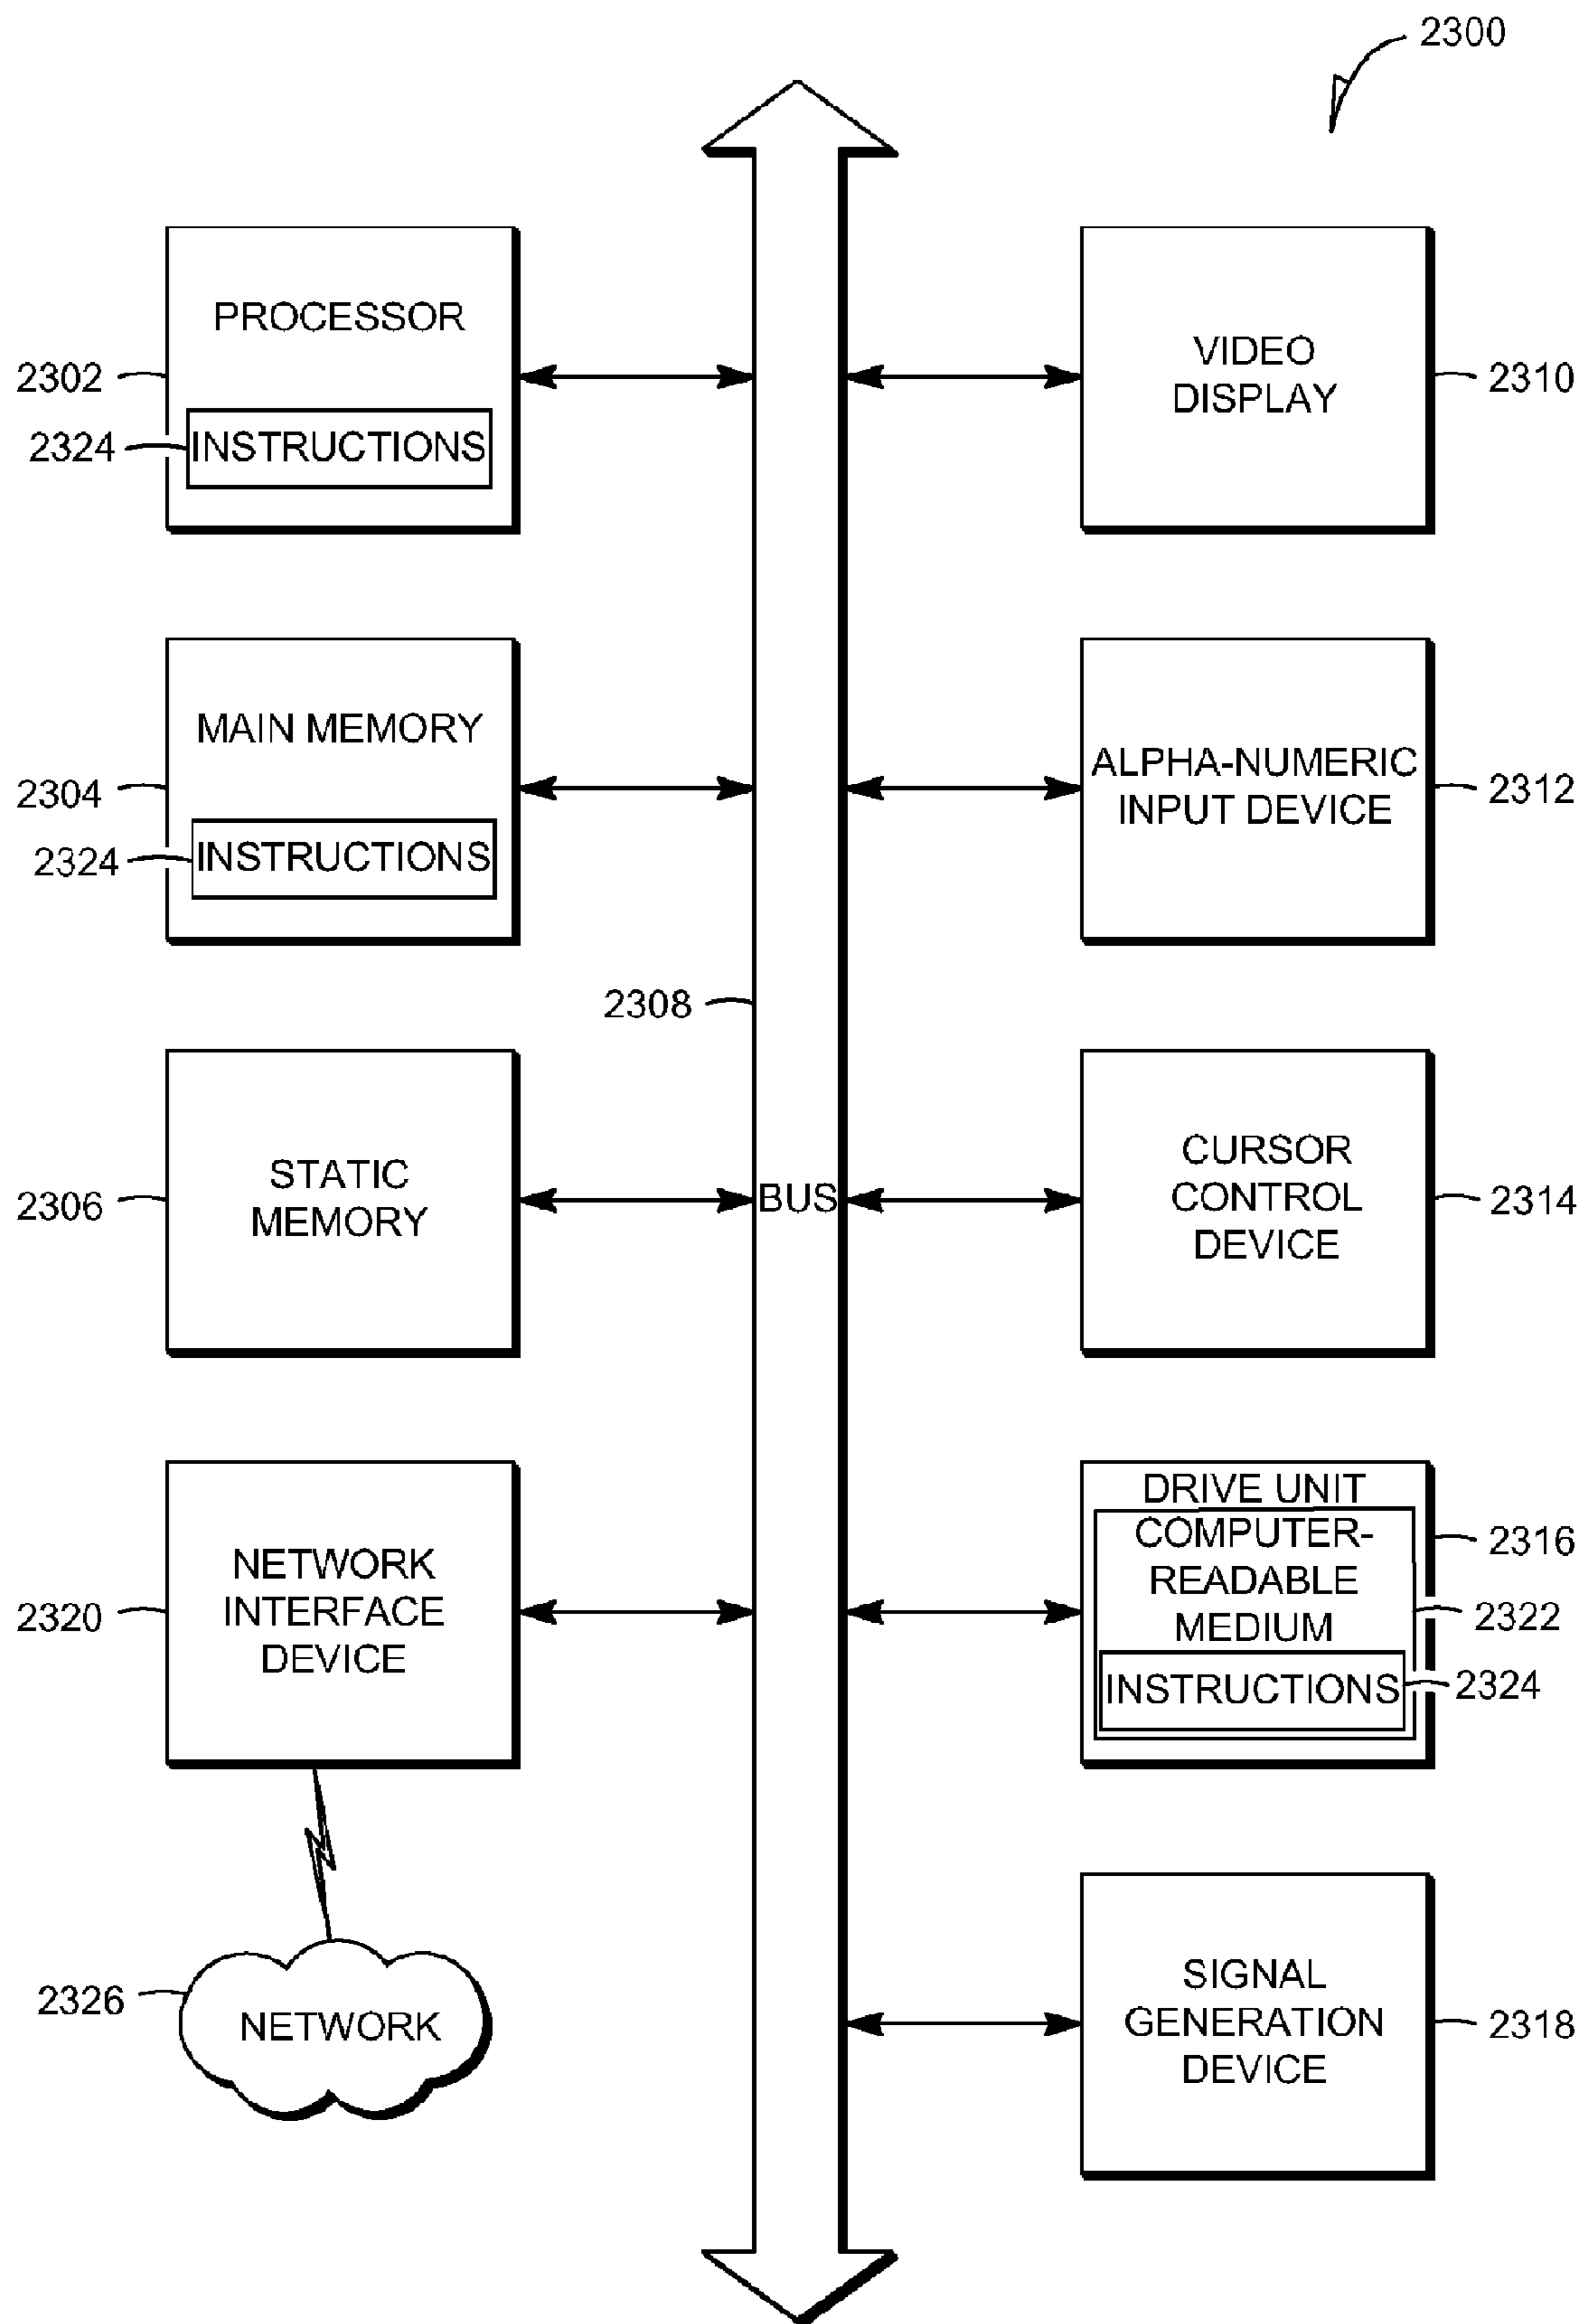 2300
PROCESSOR
2302
2324
INSTRUCTIONS
VIDEO
DISPLAY
2310
MAIN MEMORY
2304
2324
INSTRUCTIONS
ALPHA-NUMERIC
INPUT DEVICE
2312
2308
STATIC
MEMORY
2306
BUS
CURSOR
CONTROL
DEVICE
2314
NETWORK
INTERFACE
DEVICE
2320
DRIVE UNIT
COMPUTER-
READABLE
MEDIUM
2316
2322
INSTRUCTIONS
2324
2326
NETWORK
SIGNAL
GENERATION
DEVICE
2318